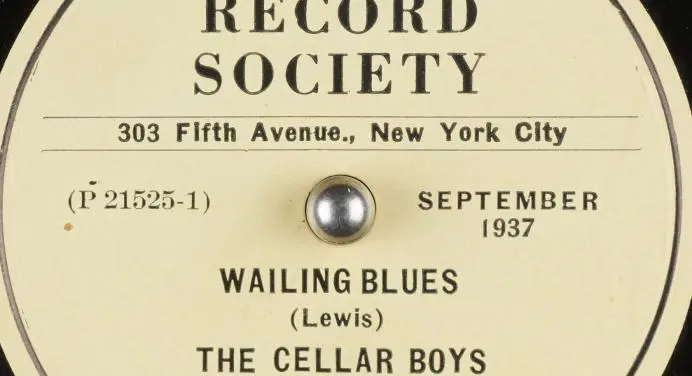 RECORD
SOCIETY
303 Fifth Avenue., New York City
(P 21525-1)
SEPTEMBER
1937
WAILING BLUES
(Lewis)
THE CELLAR BOYS